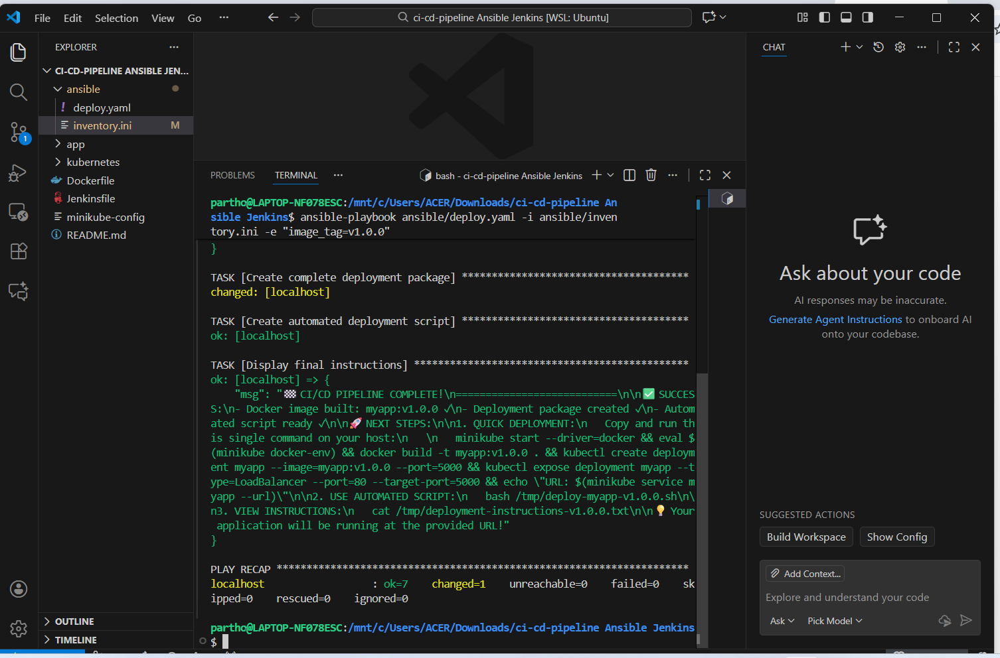 File Edit Selection View Go ··· ci-cd-pipeline Ansible Jenkins [WSL: Ubuntu]
EXPLORER ···
CI-CD-PIPELINE ANSIBLE JEN...
ansible
! deploy.yaml
inventory.ini M
app
kubernetes
Dockerfile
Jenkinsfile
minikube-config
README.md
OUTLINE
TIMELINE
1
PROBLEMS TERMINAL ··· bash - ci-cd-pipeline Ansible Jenkins
partho@LAPTOP-NF078ESC:/mnt/c/Users/ACER/Downloads/ci-cd-pipeline An
sible Jenkins$ ansible-playbook ansible/deploy.yaml -i ansible/inven
tory.ini -e "image_tag=v1.0.0"
}
TASK [Create complete deployment package] **************************************
changed: [localhost]
TASK [Create automated deployment script] **************************************
ok: [localhost]
TASK [Display final instructions] **********************************************
ok: [localhost] => {
"msg": "🏁 CI/CD PIPELINE COMPLETE!\n===========================\n\n✅ SUCCES
S:\n- Docker image built: myapp:v1.0.0 ✓\n- Deployment package created ✓\n- Autom
ated script ready ✓\n\n🚀 NEXT STEPS:\n\n1. QUICK DEPLOYMENT:\n   Copy and run th
is single command on your host:\n   \n   minikube start --driver=docker && eval $
(minikube docker-env) && docker build -t myapp:v1.0.0 . && kubectl create deploym
ent myapp --image=myapp:v1.0.0 --port=5000 && kubectl expose deployment myapp --t
ype=LoadBalancer --port=80 --target-port=5000 && echo \"URL: $(minikube service m
yapp --url)\"\n\n2. USE AUTOMATED SCRIPT:\n   bash /tmp/deploy-myapp-v1.0.0.sh\n\
n3. VIEW INSTRUCTIONS:\n   cat /tmp/deployment-instructions-v1.0.0.txt\n\n💡 Your
application will be running at the provided URL!"
}
PLAY RECAP *********************************************************************
localhost : ok=7 changed=1 unreachable=0 failed=0 sk
ipped=0 rescued=0 ignored=0
partho@LAPTOP-NF078ESC:/mnt/c/Users/ACER/Downloads/ci-cd-pipeline Ansible Jenkins
$
CHAT
Ask about your code
AI responses may be inaccurate.
Generate Agent Instructions to onboard AI
onto your codebase.
SUGGESTED ACTIONS
Build Workspace Show Config
Add Context...
Explore and understand your code
Ask Pick Model